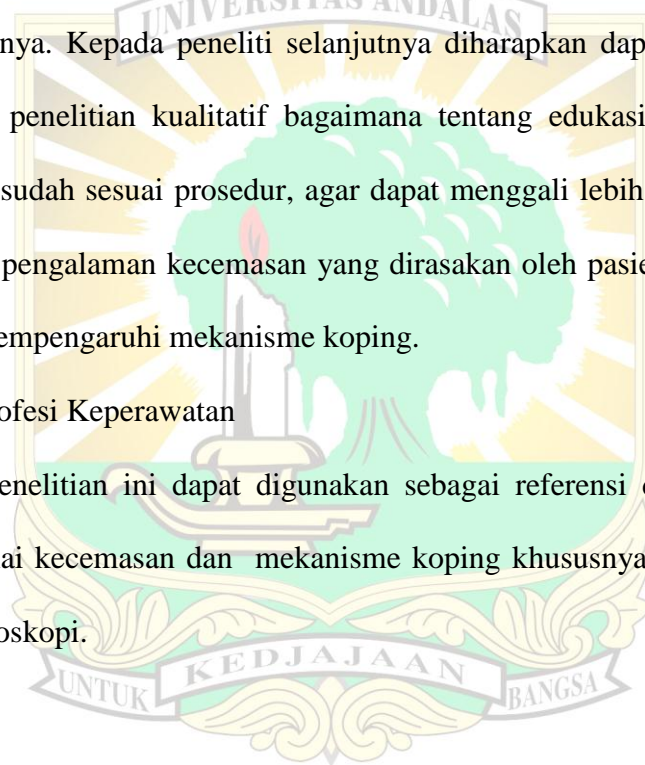 UNIVERSITAS ANDALAS
nya. Kepada peneliti selanjutnya diharapkan dap
penelitian kualitatif bagaimana tentang edukasi
sudah sesuai prosedur, agar dapat menggali lebih
pengalaman kecemasan yang dirasakan oleh pasie
empengaruhi mekanisme koping.
ofesi Keperawatan
enelitian ini dapat digunakan sebagai referensi
ai kecemasan dan mekanisme koping khususnya
oskopi.
UNTUK KEDJAJAAN BANGSA